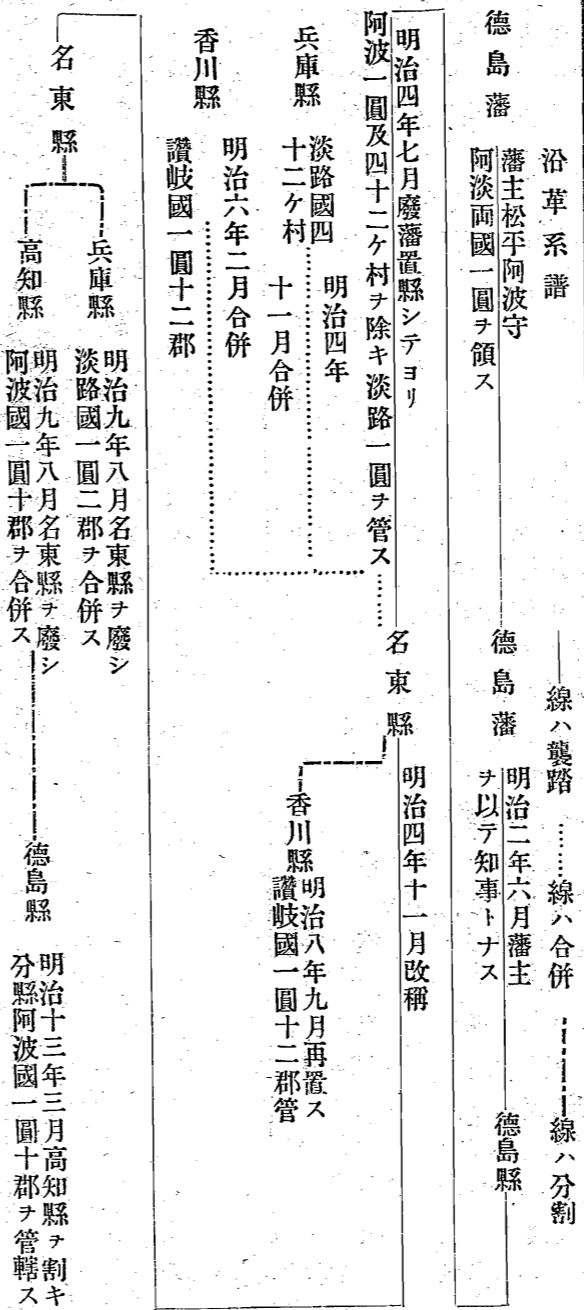 沿革系譜
――線ハ襲踏 ……線ハ合併 線ハ分割
德島藩
藩主松平阿波守
阿淡両國一圓ヲ領ス
德島藩
明治二年六月藩主
ヲ以テ知事トナス
德島縣
明治四年七月廢藩置縣シテヨリ
阿波一圓及四十二ケ村ヲ除キ淡路一圓ヲ管ス
名東縣
明治四年十一月改稱
兵庫縣
淡路國四
十二ケ村
明治四年
十一月合併
香川縣
明治八年九月再置ス
讃岐國一圓十二郡管
香川縣
明治六年二月合併
讃岐國一圓十二郡
名東縣
兵庫縣
明治九年八月名東縣ヲ廢シ
淡路國一圓二郡ヲ合併ス
高知縣
明治九年八月名東縣ヲ廢シ
阿波國一圓十郡ヲ合併ス
德島縣
明治十三年三月高知縣ヲ割キ
分縣阿波國一圓十郡ヲ管轄ス